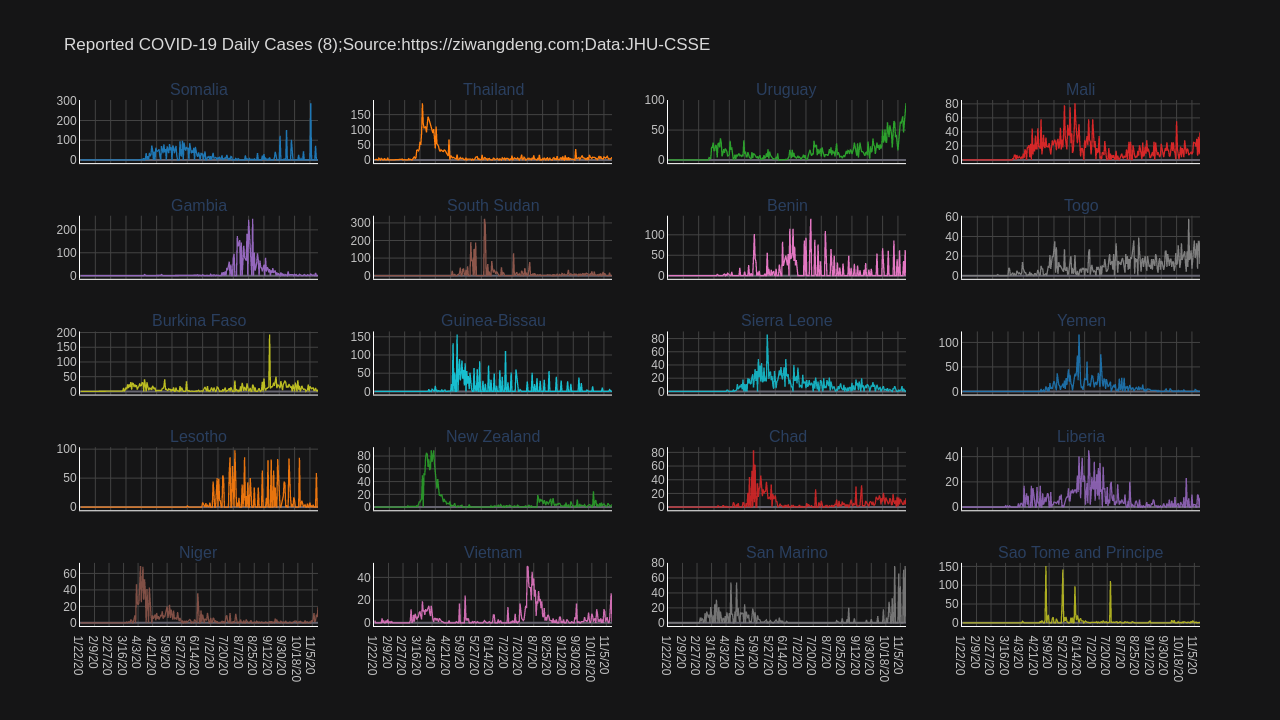 Reported COVID-19 Daily Cases (8);Source:https://ziwangdeng.com;Data:JHU-CSSE
Somalia Thailand Uruguay Mali
300 200 100 0
150 100 50 0
100 50 0
80 60 40 20 0
Gambia South Sudan Benin Togo
200 100 0
300 200 100 0
100 50 0
60 40 20 0
Burkina Faso Guinea-Bissau Sierra Leone Yemen
200 150 100 50 0
150 100 50 0
80 60 40 20 0
100 50 0
Lesotho New Zealand Chad Liberia
100 50 0
80 60 40 20 0
80 60 40 20 0
40 20 0
Niger Vietnam San Marino Sao Tome and Principe
60 40 20 0
40 20 0
80 60 40 20 0
150 100 50 0
1/22/20 2/9/20 2/27/20 3/16/20 4/3/20 4/21/20 5/9/20 5/27/20 6/14/20 7/2/20 7/20/20 8/7/20 8/25/20 9/12/20 9/30/20 10/18/20 11/5/20
1/22/20 2/9/20 2/27/20 3/16/20 4/3/20 4/21/20 5/9/20 5/27/20 6/14/20 7/2/20 7/20/20 8/7/20 8/25/20 9/12/20 9/30/20 10/18/20 11/5/20
1/22/20 2/9/20 2/27/20 3/16/20 4/3/20 4/21/20 5/9/20 5/27/20 6/14/20 7/2/20 7/20/20 8/7/20 8/25/20 9/12/20 9/30/20 10/18/20 11/5/20
1/22/20 2/9/20 2/27/20 3/16/20 4/3/20 4/21/20 5/9/20 5/27/20 6/14/20 7/2/20 7/20/20 8/7/20 8/25/20 9/12/20 9/30/20 10/18/20 11/5/20